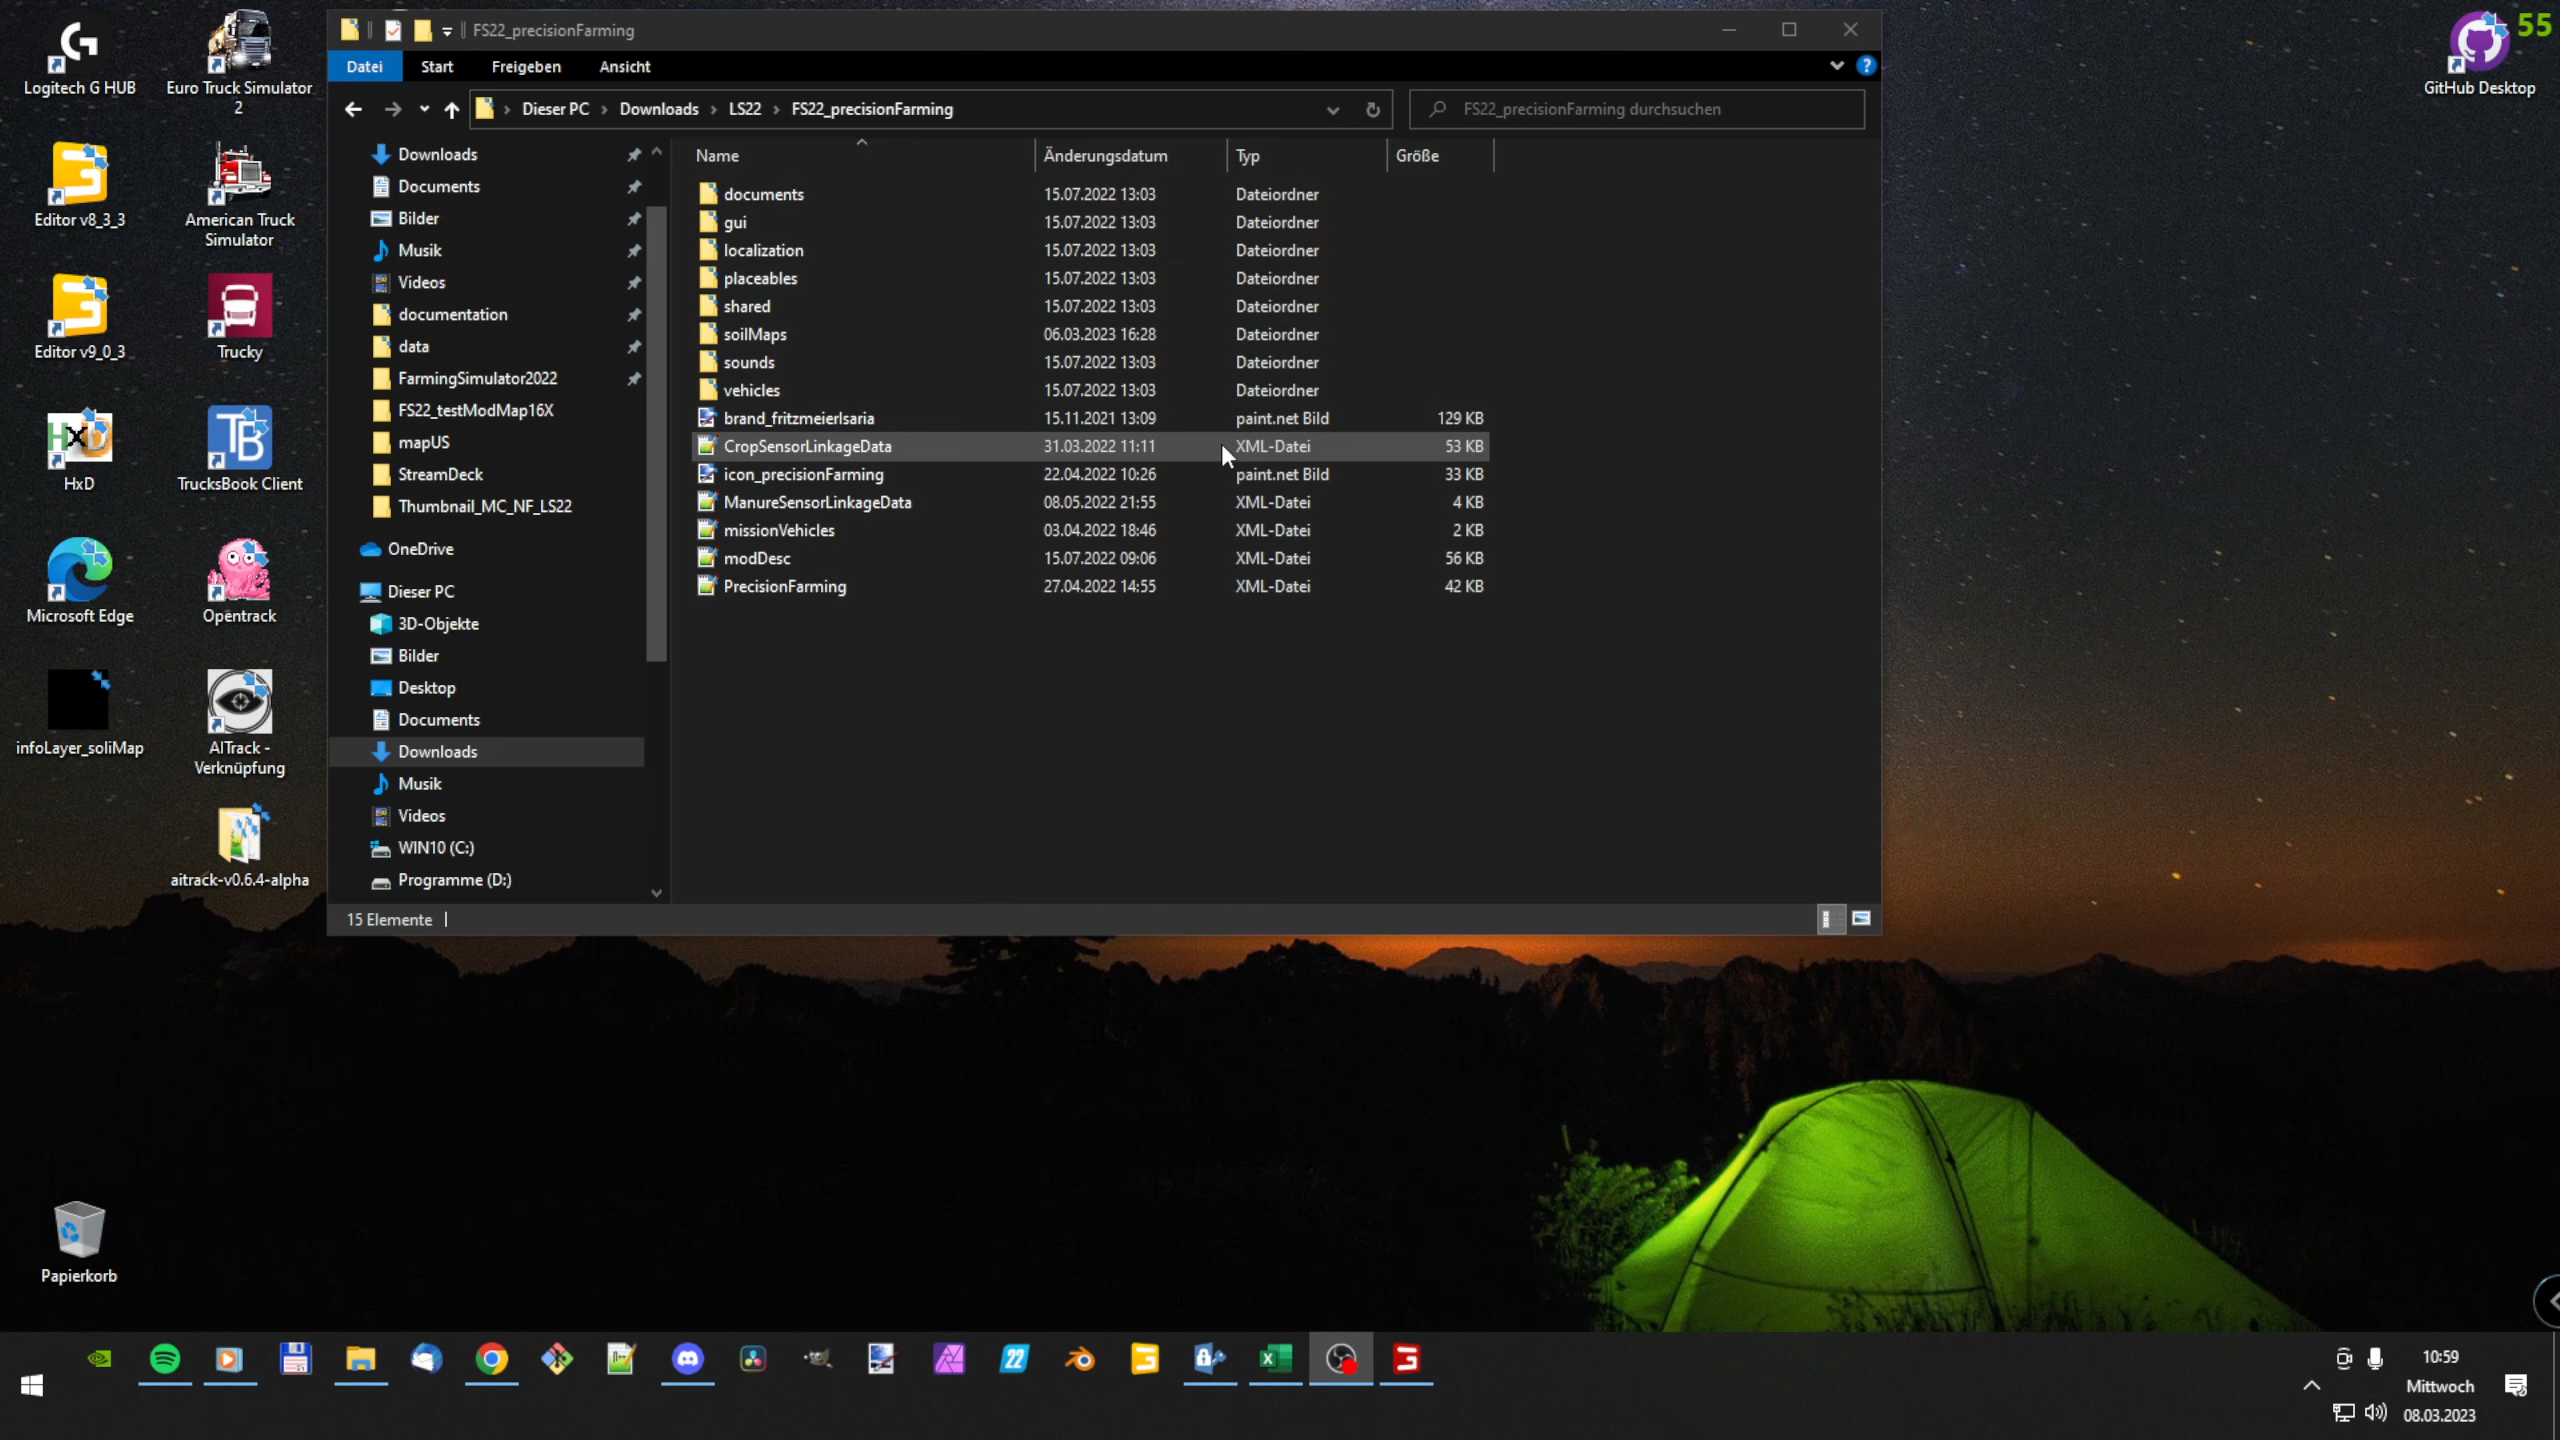 FS22_precisionFarming
Datei Start Freigeben Ansicht
Dieser PC Downloads LS22 FS22_precisionFarming
FS22_precisionFarming durchsuchen
Downloads
Documents
Bilder
Musik
Videos
documentation
data
FarmingSimulator2022
FS22_testModMap16X
mapUS
StreamDeck
Thumbnail_MC_NF_LS22
OneDrive
Dieser PC
3D-Objekte
Bilder
Desktop
Documents
Downloads
Musik
Videos
WIN10 (C:)
Programme (D:)
Name Änderungsdatum Typ Größe
documents 15.07.2022 13:03 Dateiordner
gui 15.07.2022 13:03 Dateiordner
localization 15.07.2022 13:03 Dateiordner
placeables 15.07.2022 13:03 Dateiordner
shared 15.07.2022 13:03 Dateiordner
soilMaps 06.03.2023 16:28 Dateiordner
sounds 15.07.2022 13:03 Dateiordner
vehicles 15.07.2022 13:03 Dateiordner
brand_fritzmeierIsaria 15.11.2021 13:09 paint.net Bild 129 KB
CropSensorLinkageData 31.03.2022 11:11 XML-Datei 53 KB
icon_precisionFarming 22.04.2022 10:26 paint.net Bild 33 KB
ManureSensorLinkageData 08.05.2022 21:55 XML-Datei 4 KB
missionVehicles 03.04.2022 18:46 XML-Datei 2 KB
modDesc 15.07.2022 09:06 XML-Datei 56 KB
PrecisionFarming 27.04.2022 14:55 XML-Datei 42 KB
15 Elemente
Logitech G HUB
Euro Truck Simulator
2
Editor v8_3_3
American Truck
Simulator
Editor v9_0_3
Trucky
HxD
HxD
TB
TrucksBook Client
Microsoft Edge
Opentrack
infoLayer_soliMap
AITrack -
Verknüpfung
aitrack-v0.6.4-alpha
Papierkorb
55
GitHub Desktop
22
10:59
Mittwoch
08.03.2023